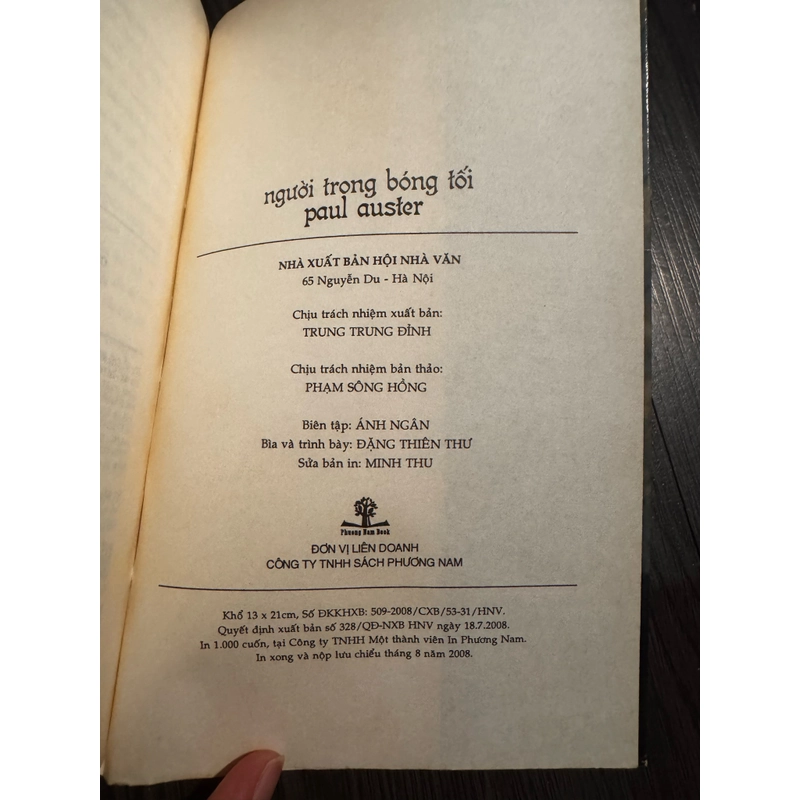 người trong bóng tối
paul auster
NHÀ XUẤT BẢN HỘI NHÀ VĂN
65 Nguyễn Du - Hà Nội
Chịu trách nhiệm xuất bản:
TRUNG TRUNG ĐỈNH
Chịu trách nhiệm bản thảo:
PHẠM SÔNG HỒNG
Biên tập: ÁNH NGÂN
Bìa và trình bày: ĐẶNG THIÊN THƯ
Sửa bản in: MINH THU
Phuong Nam Book
ĐƠN VỊ LIÊN DOANH
CÔNG TY TNHH SÁCH PHƯƠNG NAM
Khổ 13 x 21cm, Số ĐKKHXB: 509-2008/CXB/53-31/HNV.
Quyết định xuất bản số 328/QĐ-NXB HNV ngày 18.7.2008.
In 1.000 cuốn, tại Công ty TNHH Một thành viên In Phương Nam.
In xong và nộp lưu chiểu tháng 8 năm 2008.